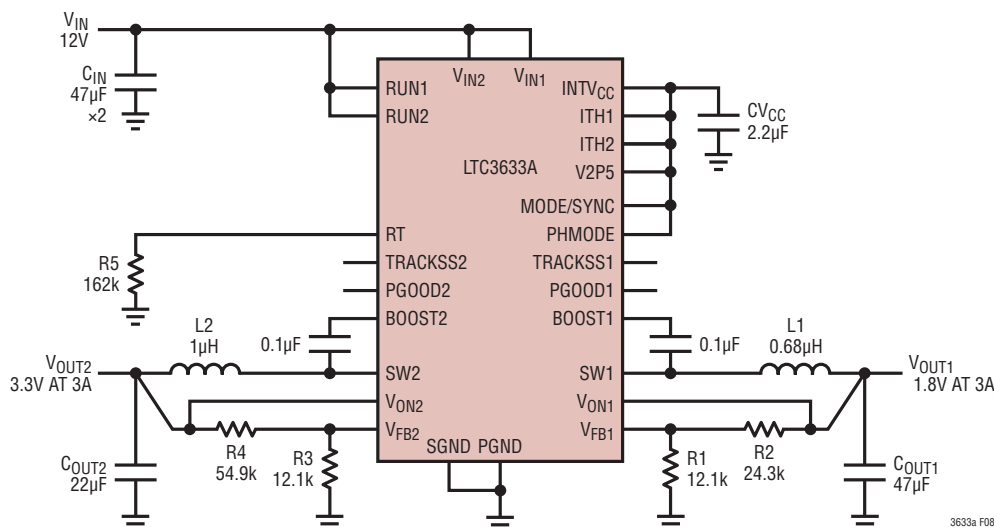 VIN
12V
CIN
47µF
×2
VIN2
VIN1
RUN1
RUN2
INTVCC
ITH1
ITH2
V2P5
MODE/SYNC
PHMODE
CVCC
2.2µF
LTC3633A
RT
R5
162k
TRACKSS2
PGOOD2
BOOST2
TRACKSS1
PGOOD1
BOOST1
L2
1µH
0.1µF
0.1µF
L1
0.68µH
VOUT2
3.3V AT 3A
SW2
SW1
VOUT1
1.8V AT 3A
VON2
VON1
VFB2
VFB1
SGND
PGND
R4
54.9k
R3
12.1k
R1
12.1k
R2
24.3k
COUT2
22µF
COUT1
47µF
3633a F08